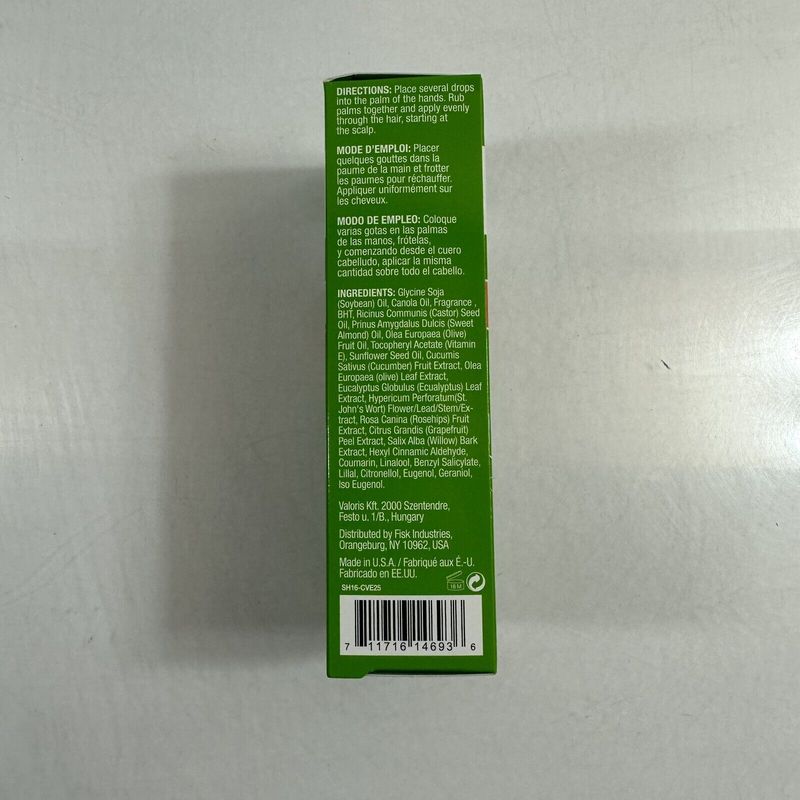 DIRECTIONS: Place several drops
into the palm of the hands. Rub
palms together and apply evenly
through the hair, starting at
the scalp.
MODE D'EMPLOI: Placer
quelques gouttes dans la
paume de la main et frotter
les paumes pour réchauffer.
Appliquer uniformément sur
les cheveux.
MODO DE EMPLEO: Coloque
varias gotas en las palmas
de las manos, frótelas,
y comenzando desde el cuero
cabelludo, aplicar la misma
cantidad sobre todo el cabello.
INGREDIENTS: Glycine Soja
(Soybean) Oil, Canola Oil, Fragrance ,
BHT, Ricinus Communis (Castor) Seed
Oil, Prinus Amygdalus Dulcis (Sweet
Almond) Oil, Olea Europaea (Olive)
Fruit Oil, Tocopheryl Acetate (Vitamin
E), Sunflower Seed Oil, Cucumis
Sativus (Cucumber) Fruit Extract, Olea
Europaea (olive) Leaf Extract,
Eucalyptus Globulus (Ecualyptus) Leaf
Extract, Hypericum Perforatum(St.
John's Wort) Flower/Lead/Stem/Ex-
tract, Rosa Canina (Rosehips) Fruit
Extract, Citrus Grandis (Grapefruit)
Peel Extract, Salix Alba (Willow) Bark
Extract, Hexyl Cinnamic Aldehyde,
Coumarin, Linalool, Benzyl Salicylate,
Lillal, Citronellol, Eugenol, Geraniol,
Iso Eugenol.
Valoris Kft. 2000 Szentendre,
Festo u. 1/B., Hungary
Distributed by Fisk Industries,
Orangeburg, NY 10962, USA
Made in U.S.A. / Fabriqué aux É.-U.
Fabricado en EE.UU.
SH16-CVE25
16 M
7 11716 14693 6